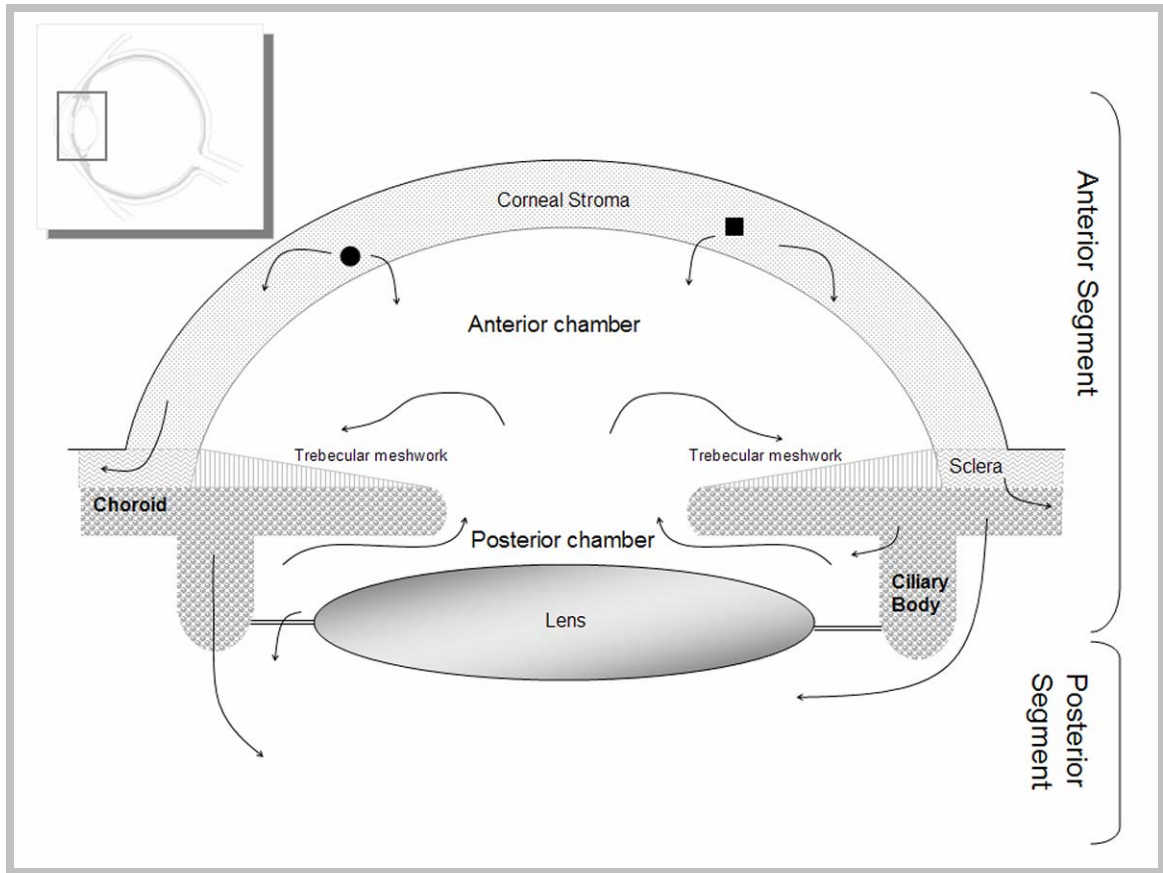 Corneal Stroma
Anterior chamber
Trebecular meshwork
Trebecular meshwork
Sclera
Choroid
Posterior chamber
Ciliary
Body
Lens
Anterior Segment
Posterior
Segment